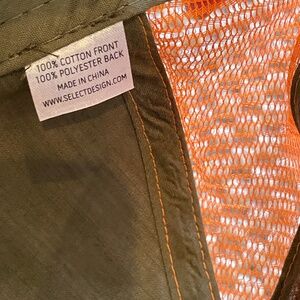 100% COTTON FRONT
100% POLYESTER BACK
MADE IN CHINA
WWW.SELECTDESIGN.COM